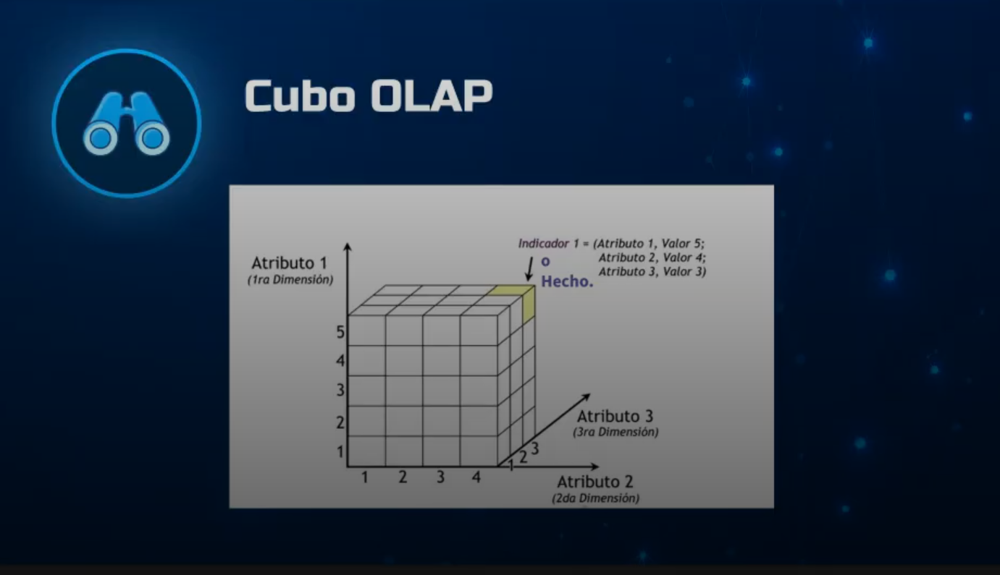 Cubo OLAP
Indicador 1 = (Atributo 1, Valor 5;
o
Atributo 2, Valor 4;
Hecho.
Atributo 3, Valor 3)
Atributo 1
(1ra Dimensión)
5
4
3
2
1
1 2 3 4
1 2 3
Atributo 3
(3ra Dimensión)
Atributo 2
(2da Dimensión)